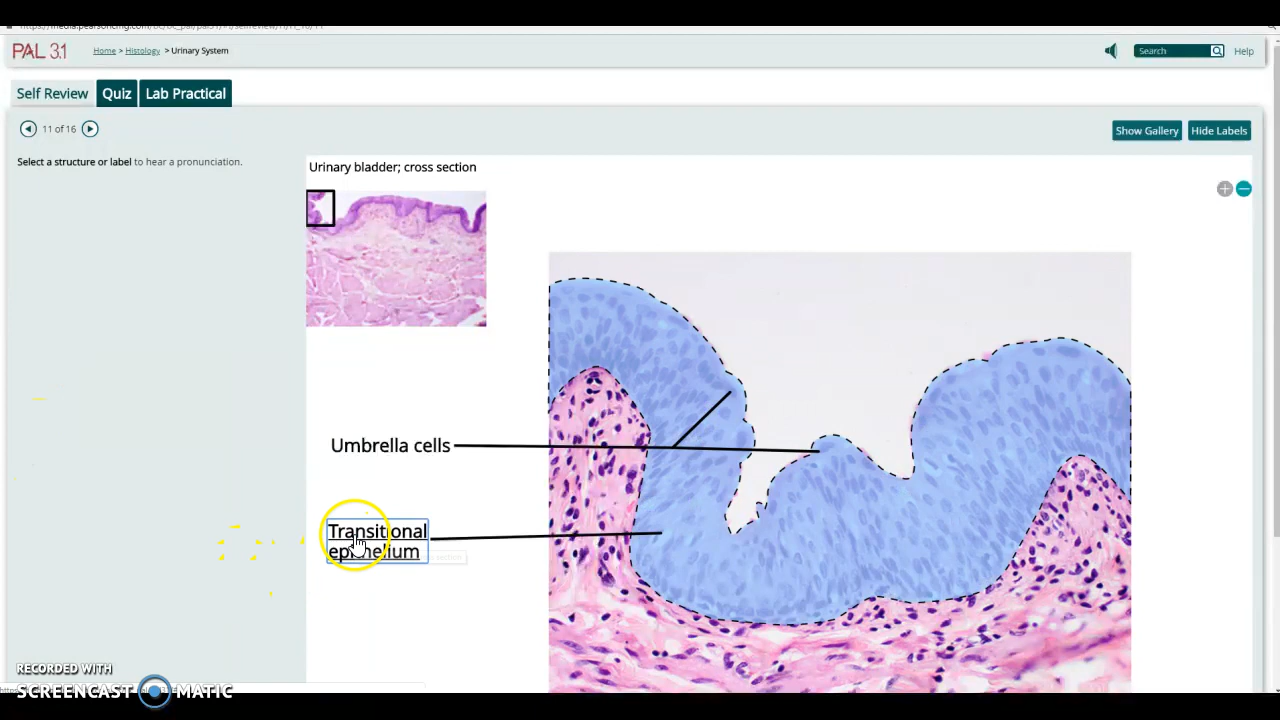 PAL 3.1
Home > Histology > Urinary System
Search
Help
Self Review
Quiz
Lab Practical
11 of 16
Show Gallery
Hide Labels
Select a structure or label to hear a pronunciation.
Urinary bladder; cross section
Umbrella cells
Transitional
epithelium
section
RECORDED WITH
SCREENCAST MATIC